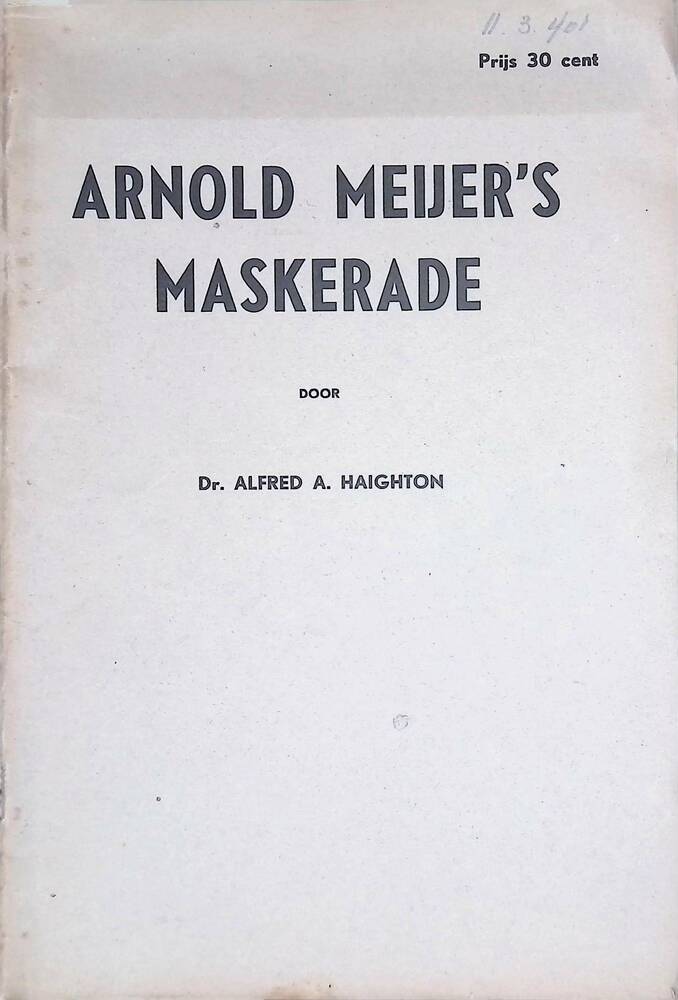 11.3.401
Prijs 30 cent
ARNOLD MEIJER'S
MASKERADE
DOOR
Dr. ALFRED A. HAIGHTON